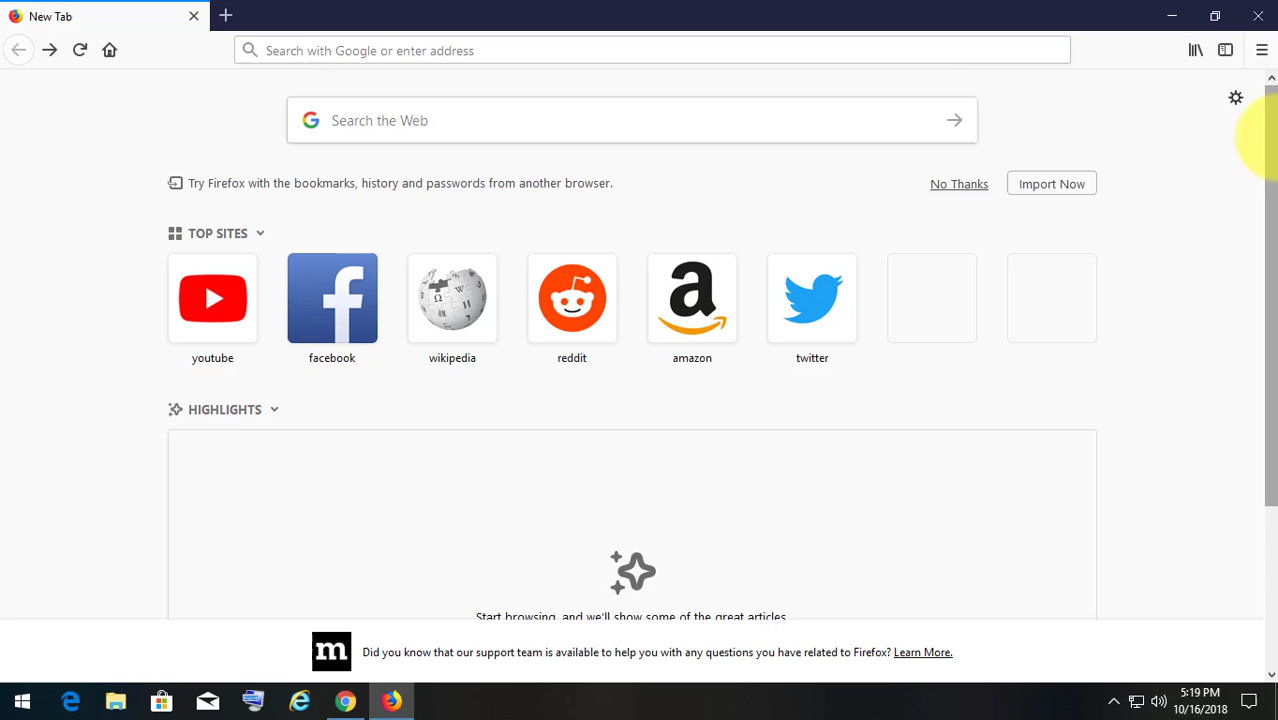 New Tab
Search with Google or enter address
Search the Web
Try Firefox with the bookmarks, history and passwords from another browser.
No Thanks
Import Now
TOP SITES
youtube
facebook
wikipedia
reddit
amazon
twitter
HIGHLIGHTS
Start browsing, and we'll show some of the great articles,
m
Did you know that our support team is available to help you with any questions you have related to Firefox? Learn More.
5:19 PM
10/16/2018